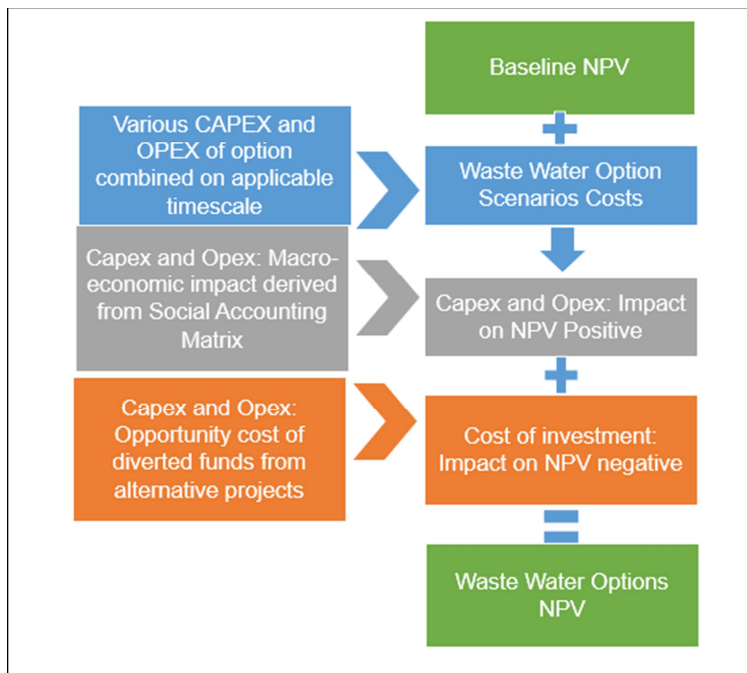 Baseline NPV
Various CAPEX and
OPEX of option
combined on applicable
timescale
Waste Water Option
Scenarios Costs
Capex and Opex: Macro-
economic impact derived
from Social Accounting
Matrix
Capex and Opex: Impact
on NPV Positive
Capex and Opex:
Opportunity cost of
diverted funds from
alternative projects
Cost of investment:
Impact on NPV negative
Waste Water Options
NPV